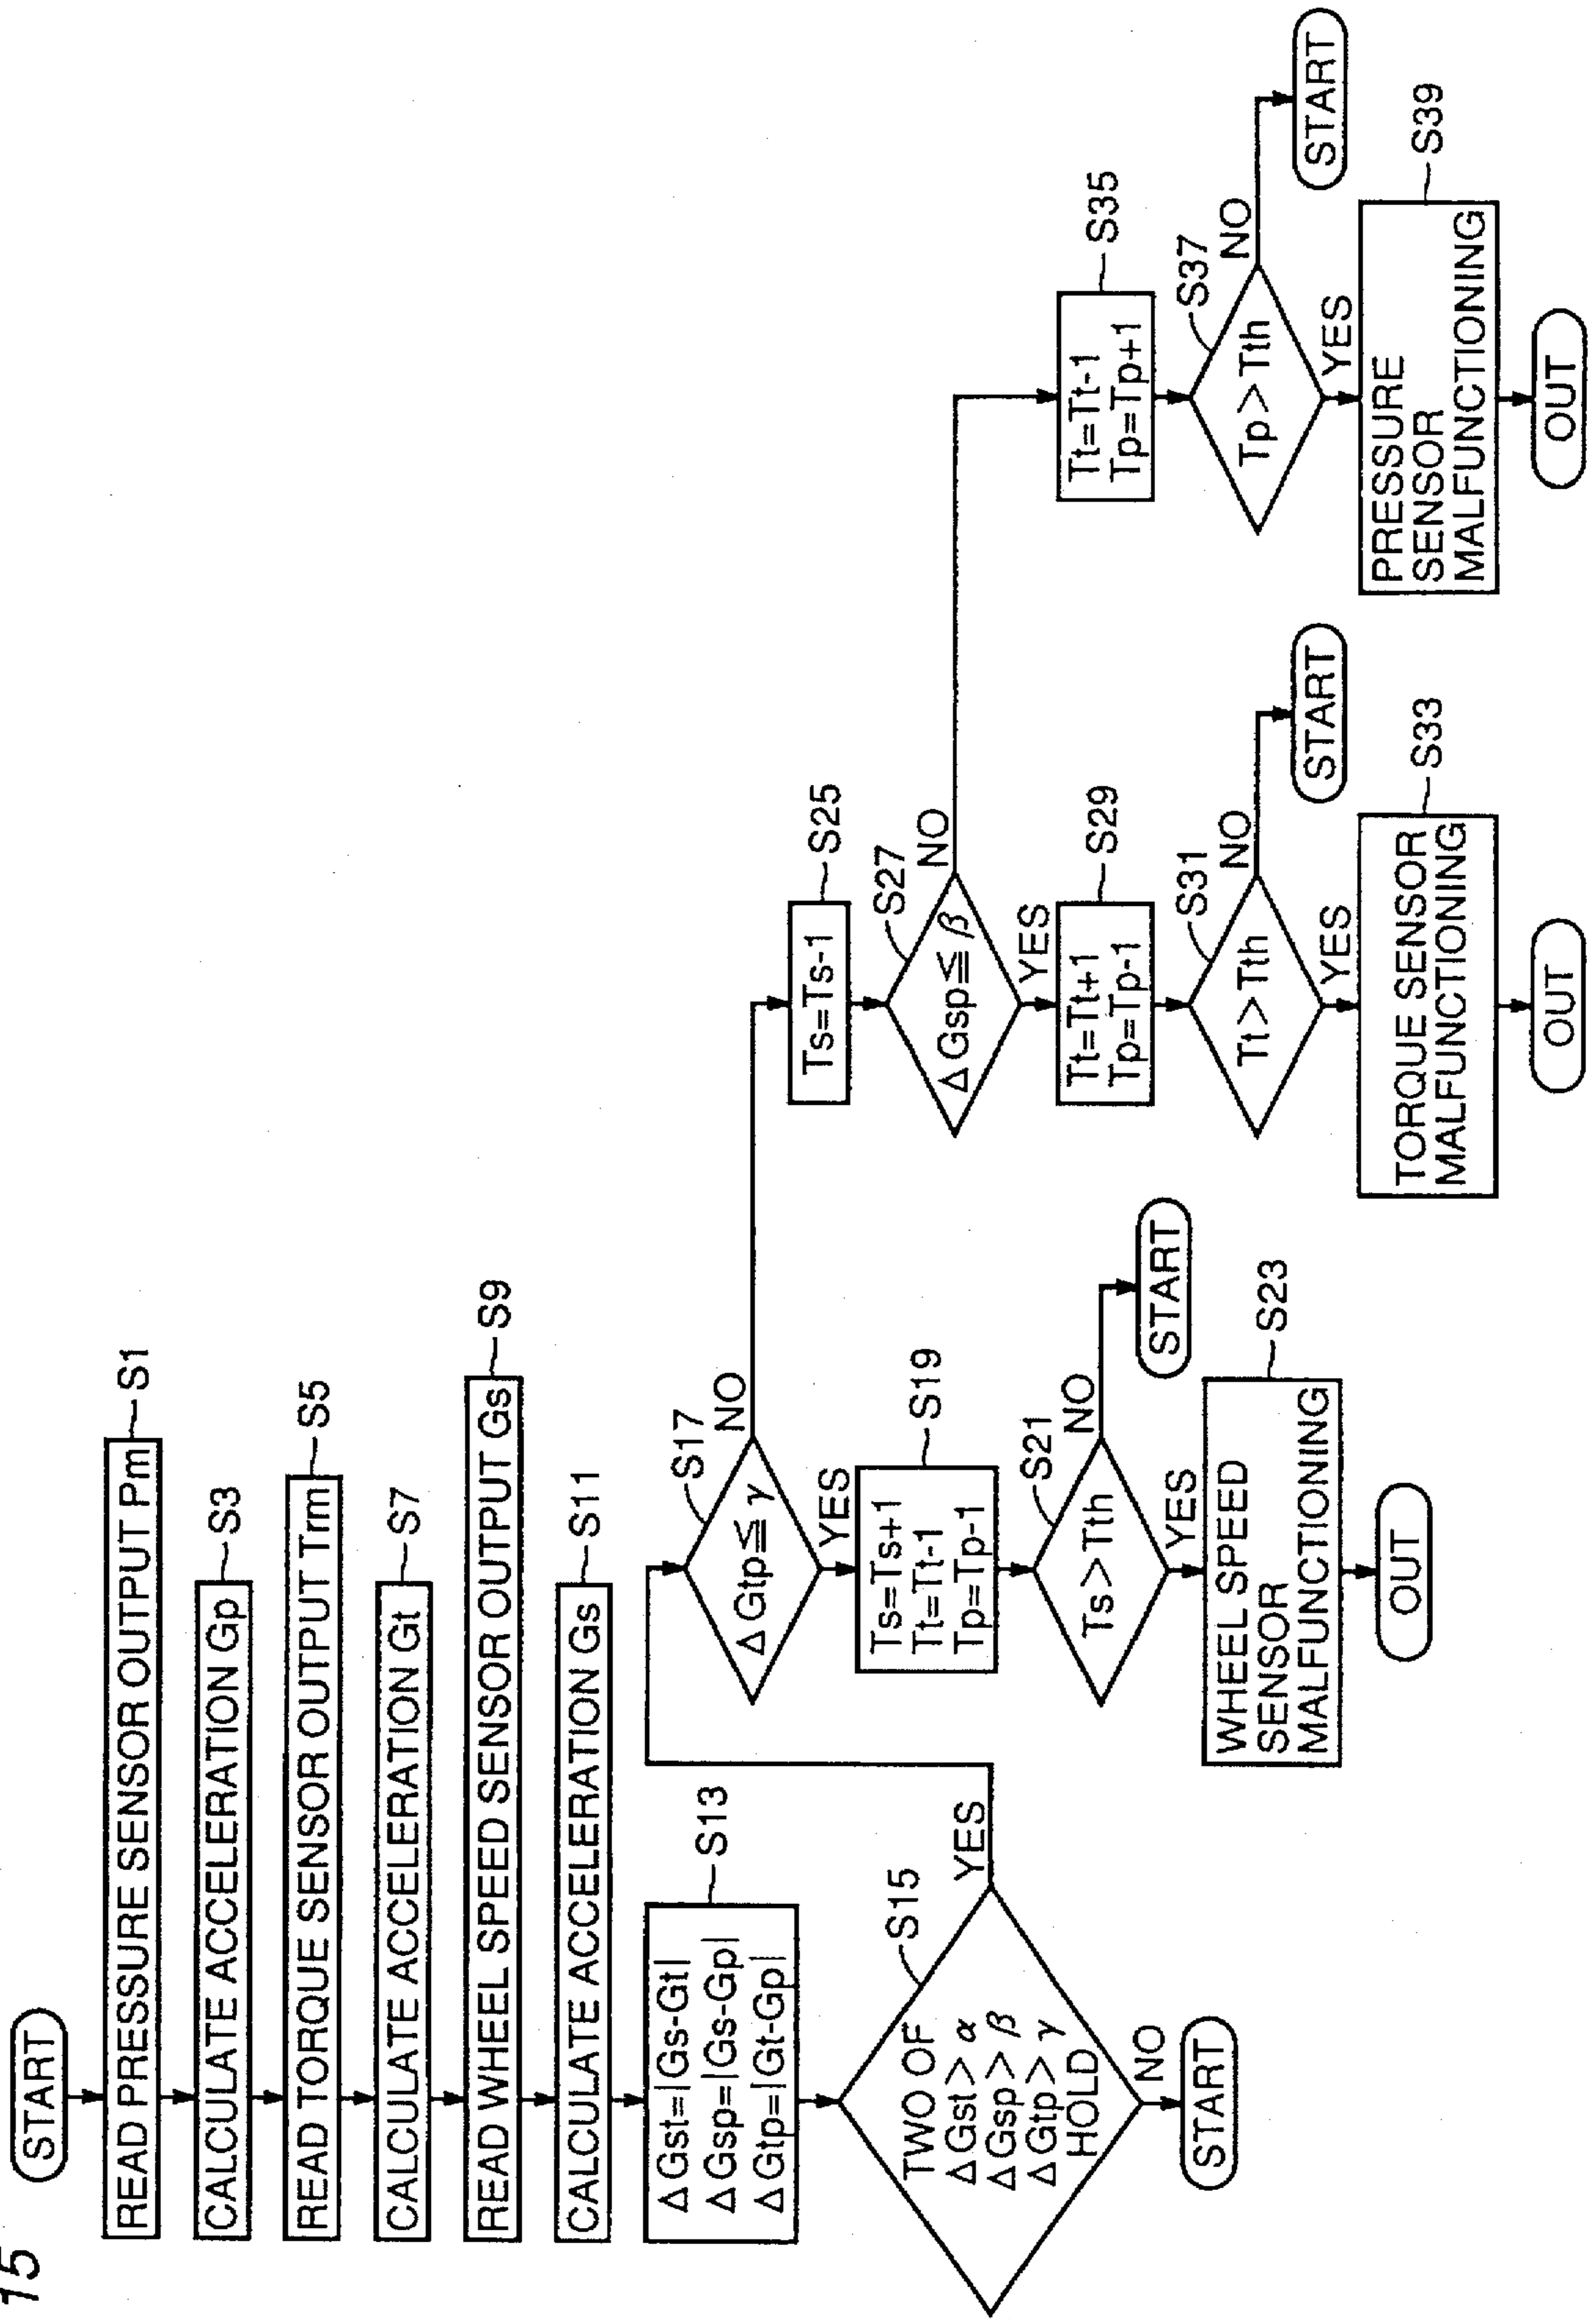 15
START
READ PRESSURE SENSOR OUTPUT Pm
S1
CALCULATE ACCELERATION Gp
S3
READ TORQUE SENSOR OUTPUT Trm
S5
CALCULATE ACCELERATION Gt
S7
READ WHEEL SPEED SENSOR OUTPUT Gs
S9
CALCULATE ACCELERATION Gs
S11
ΔGst=|Gs-Gt|
ΔGsp=|Gs-Gp|
ΔGtp=|Gt-Gp|
S13
TWO OF
ΔGst>α
ΔGsp>β
ΔGtp>γ
HOLD
S15
YES
NO
START
ΔGtp≦γ
S17
NO
YES
Ts=Ts+1
Tt=Tt-1
Tp=Tp-1
S19
Ts>Tth
S21
NO
START
YES
WHEEL SPEED
SENSOR
MALFUNCTIONING
S23
OUT
Ts=Ts-1
S25
ΔGsp≦β
S27
NO
YES
Tt=Tt+1
Tp=Tp-1
S29
Tt>Tth
S31
NO
START
YES
TORQUE SENSOR
MALFUNCTIONING
S33
OUT
Tt=Tt-1
Tp=Tp+1
S35
Tp>Tth
S37
NO
START
YES
PRESSURE
SENSOR
MALFUNCTIONING
S39
OUT